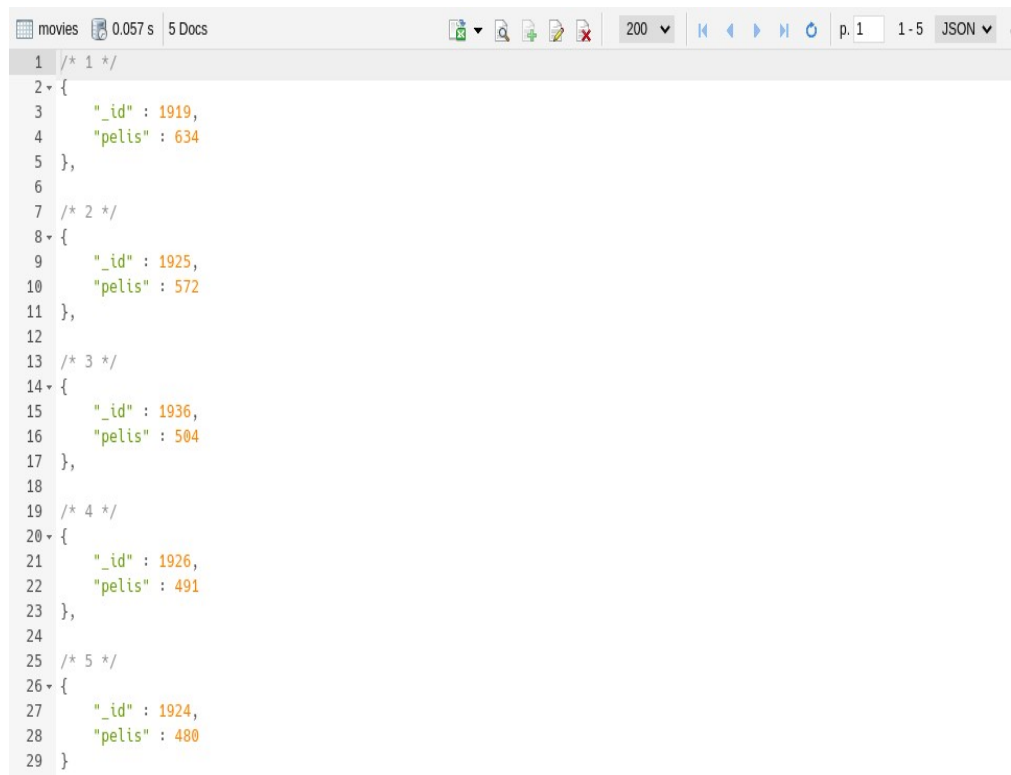 movies 0.057 s 5 Docs 200 p. 1 1 - 5 JSON
1 /* 1 */
2 {
3 "_id" : 1919,
4 "pelis" : 634
5 },
6
7 /* 2 */
8 {
9 "_id" : 1925,
10 "pelis" : 572
11 },
12
13 /* 3 */
14 {
15 "_id" : 1936,
16 "pelis" : 504
17 },
18
19 /* 4 */
20 {
21 "_id" : 1926,
22 "pelis" : 491
23 },
24
25 /* 5 */
26 {
27 "_id" : 1924,
28 "pelis" : 480
29 }